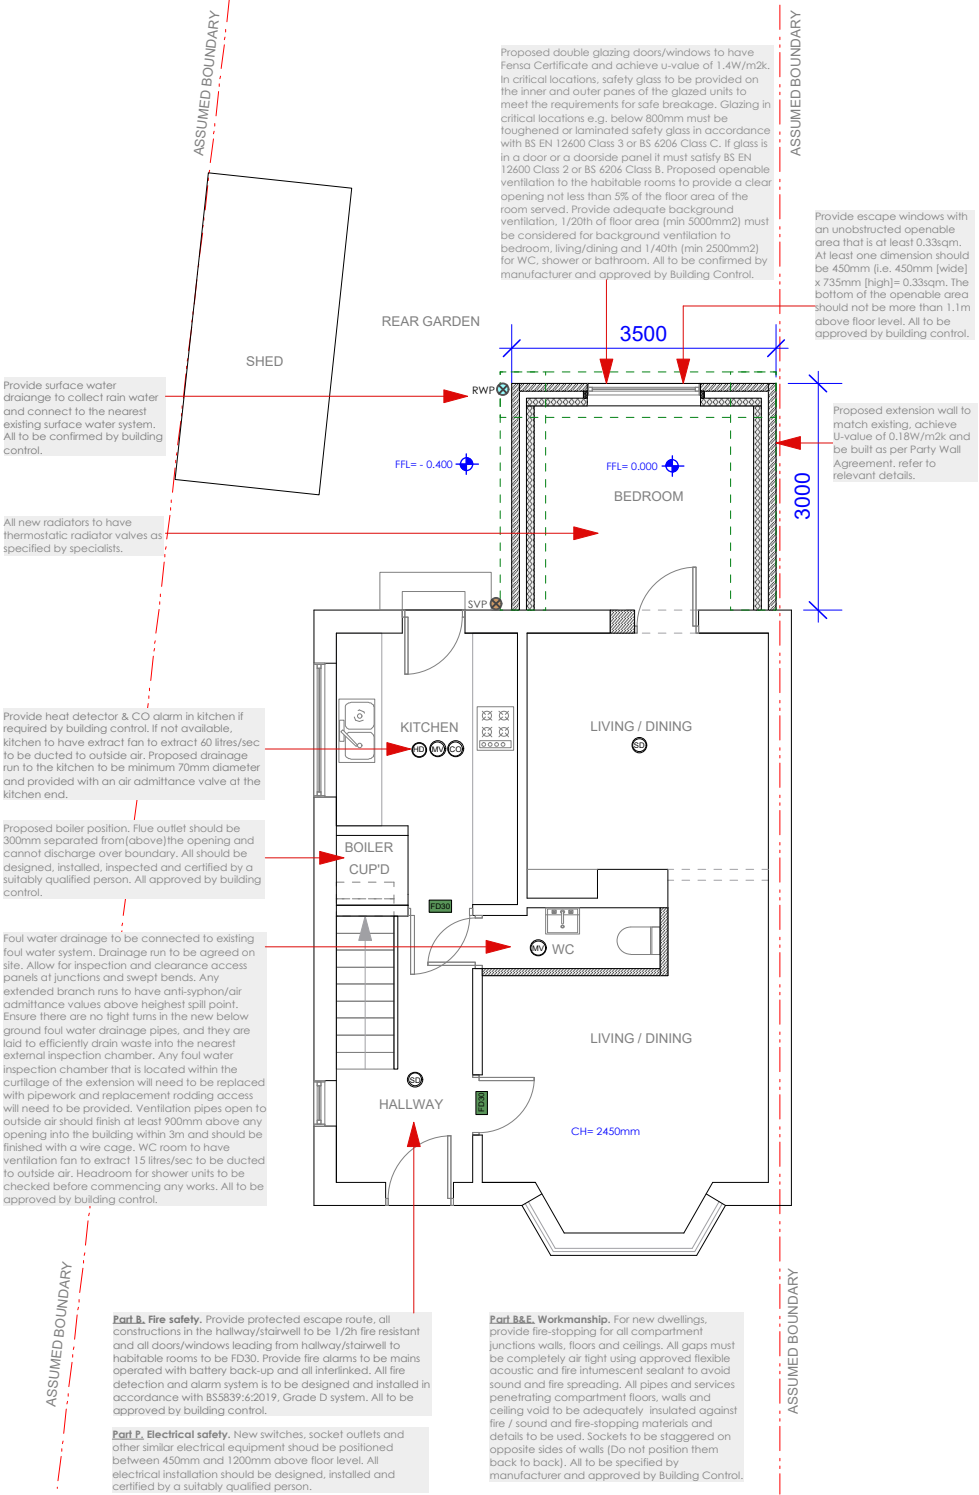 ASSUMED BOUNDARY
ASSUMED BOUNDARY
Proposed double glazing doors/windows to have
Fensa Certificate and achieve u-value of 1.4W/m2k.
In critical locations, safety glass to be provided on
the inner and outer panes of the glazed units to
meet the requirements for safe breakage. Glazing in
critical locations e.g. below 800mm must be
toughened or laminated safety glass in accordance
with BS EN 12600 Class 3 or BS 6206 Class C. If glass is
in a door or a doorside panel it must satisfy BS EN
12600 Class 2 or BS 6206 Class B. Proposed openable
ventilation to the habitable rooms to provide a clear
opening not less than 5% of the floor area of the
room served. Provide adequate background
ventilation, 1/20th of floor area (min 5000mm2) must
be considered for background ventilation to
bedroom, living/dining and 1/40th (min 2500mm2)
for WC, shower or bathroom. All to be confirmed by
manufacturer and approved by Building Control.
Provide escape windows with
an unobstructed openable
area that is at least 0.33sqm.
At least one dimension should
be 450mm (i.e. 450mm [wide]
x 735mm [high]= 0.33sqm. The
bottom of the openable area
should not be more than 1.1m
above floor level. All to be
approved by building control.
REAR GARDEN
3500
SHED
Provide surface water
draiange to collect rain water
and connect to the nearest
existing surface water system.
All to be confirmed by building
control.
RWP
Proposed extension wall to
match existing, achieve
U-value of 0.18W/m2k and
be built as per Party Wall
Agreement. refer to
relevant details.
FFL= - 0.400
FFL= 0.000
BEDROOM
3000
All new radiators to have
thermostatic radiator valves as
specified by specialists.
SVP
Provide heat detector & CO alarm in kitchen if
required by building control. If not available,
kitchen to have extract fan to extract 60 litres/sec
to be ducted to outside air. Proposed drainage
run to the kitchen to be minimum 70mm diameter
and provided with an air admittance valve at the
kitchen end.
KITCHEN
HD MV CO
LIVING / DINING
SD
Proposed boiler position. Flue outlet should be
300mm separated from(above)the opening and
cannot discharge over boundary. All should be
designed, installed, inspected and certified by a
suitably qualified person. All approved by building
control.
BOILER
CUP'D
FD30
Foul water drainage to be connected to existing
foul water system. Drainage run to be agreed on
site. Allow for inspection and clearance access
panels at junctions and swept bends. Any
extended branch runs to have anti-syphon/air
admittance values above heighest spill point.
Ensure there are no tight turns in the new below
ground foul water drainage pipes, and they are
laid to efficiently drain waste into the nearest
external inspection chamber. Any foul water
inspection chamber that is located within the
curtilage of the extension will need to be replaced
with pipework and replacement rodding access
will need to be provided. Ventilation pipes open to
outside air should finish at least 900mm above any
opening into the building within 3m and should be
finished with a wire cage. WC room to have
ventilation fan to extract 15 litres/sec to be ducted
to outside air. Headroom for shower units to be
checked before commencing any works. All to be
approved by building control.
MV WC
LIVING / DINING
SD
HALLWAY
FD30
CH= 2450mm
ASSUMED BOUNDARY
ASSUMED BOUNDARY
Part B. Fire safety. Provide protected escape route, all
constructions in the hallway/stairwell to be 1/2h fire resistant
and all doors/windows leading from hallway/stairwell to
habitable rooms to be FD30. Provide fire alarms to be mains
operated with battery back-up and all interlinked. All fire
detection and alarm system is to be designed and installed in
accordance with BS5839:6:2019, Grade D system. All to be
approved by building control.
Part P. Electrical safety. New switches, socket outlets and
other similar electrical equipment shoud be positioned
between 450mm and 1200mm above floor level. All
electrical installation should be designed, installed and
certified by a suitably qualified person.
Part B&E. Workmanship. For new dwellings,
provide fire-stopping for all compartment
junctions walls, floors and ceilings. All gaps must
be completely air tight using approved flexible
acoustic and fire intumescent sealant to avoid
sound and fire spreading. All pipes and services
penetrating compartment floors, walls and
ceiling void to be adequately insulated against
fire / sound and fire-stopping materials and
details to be used. Sockets to be staggered on
opposite sides of walls (Do not position them
back to back). All to be specified by
manufacturer and approved by Building Control.